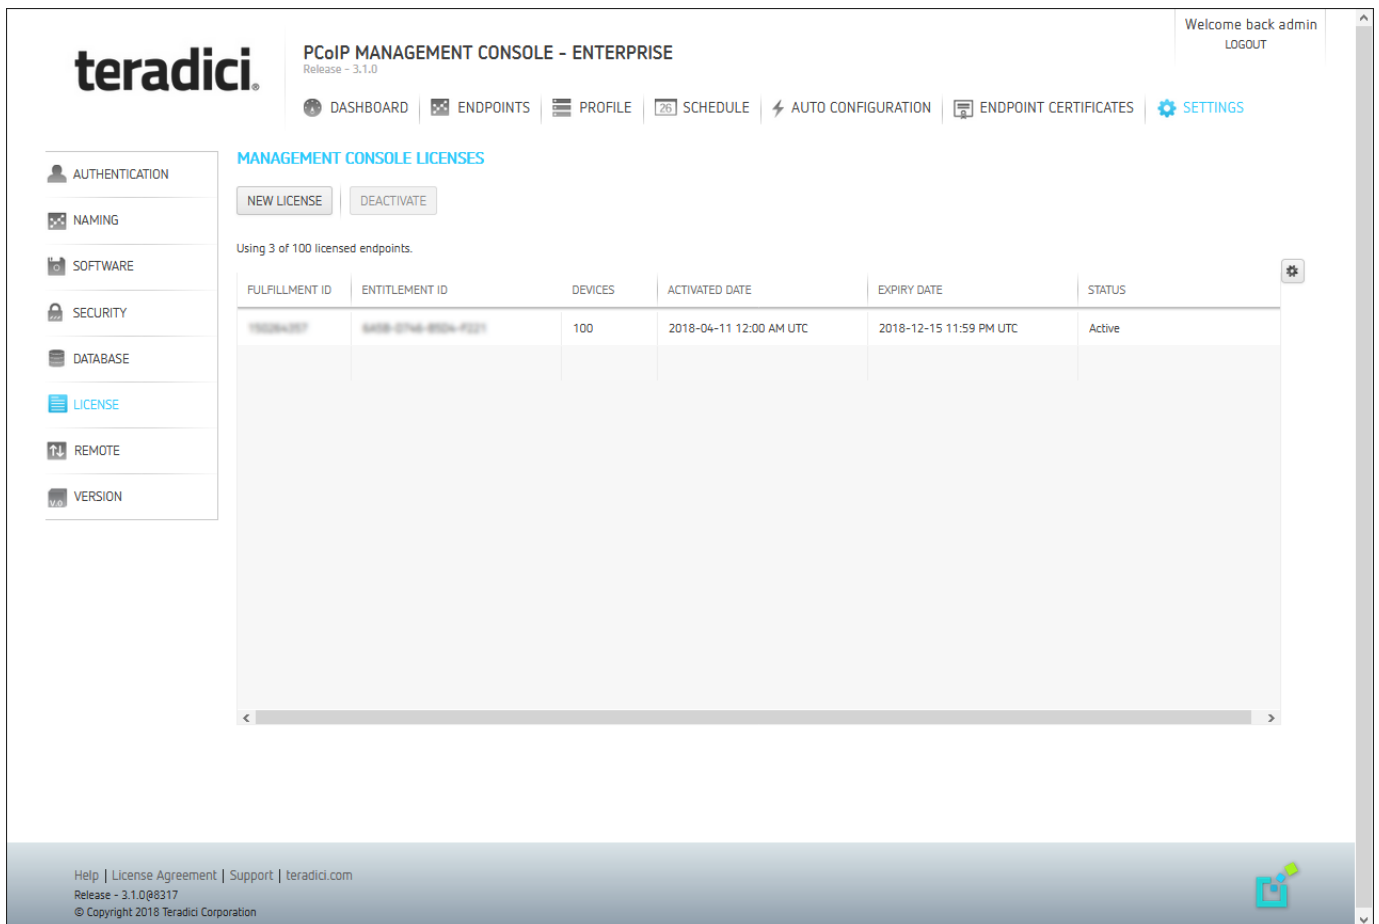 Welcome back admin
LOGOUT
teradici.
PCoIP MANAGEMENT CONSOLE - ENTERPRISE
Release - 3.1.0
DASHBOARD ENDPOINTS PROFILE 26 SCHEDULE AUTO CONFIGURATION ENDPOINT CERTIFICATES SETTINGS
AUTHENTICATION
NAMING
SOFTWARE
SECURITY
DATABASE
LICENSE
REMOTE
VERSION
MANAGEMENT CONSOLE LICENSES
NEW LICENSE DEACTIVATE
Using 3 of 100 licensed endpoints.
FULFILLMENT ID ENTITLEMENT ID DEVICES ACTIVATED DATE EXPIRY DATE STATUS
100 2018-04-11 12:00 AM UTC 2018-12-15 11:59 PM UTC Active
Help | License Agreement | Support | teradici.com
Release - 3.1.0@8317
© Copyright 2018 Teradici Corporation